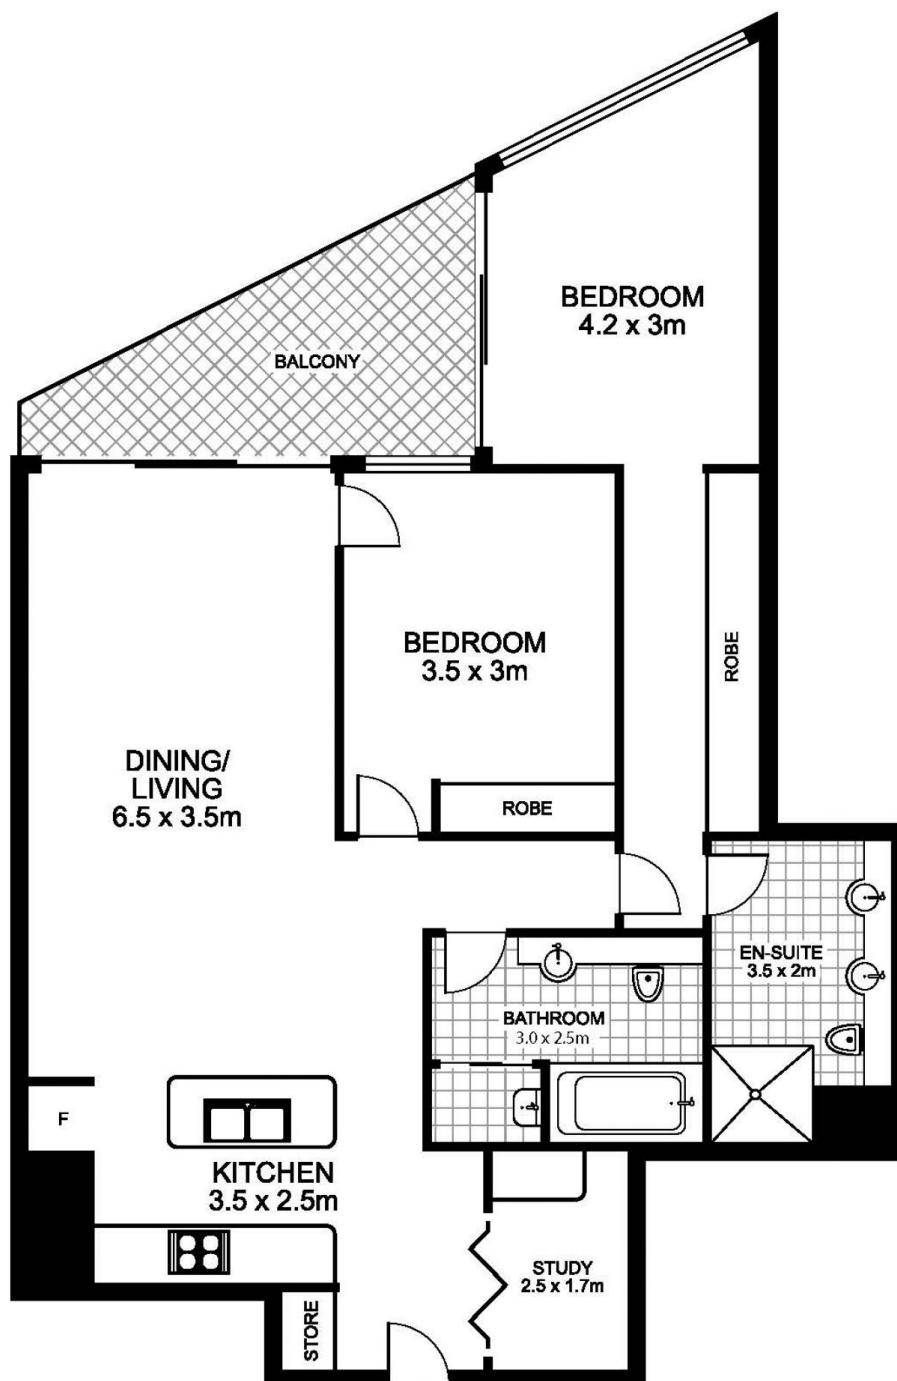 BEDROOM
4.2 x 3m
BALCONY
BEDROOM
3.5 x 3m
ROBE
DINING/
LIVING
6.5 x 3.5m
ROBE
EN-SUITE
3.5 x 2m
BATHROOM
3.0 x 2.5m
F
KITCHEN
3.5 x 2.5m
STUDY
2.5 x 1.7m
STORE